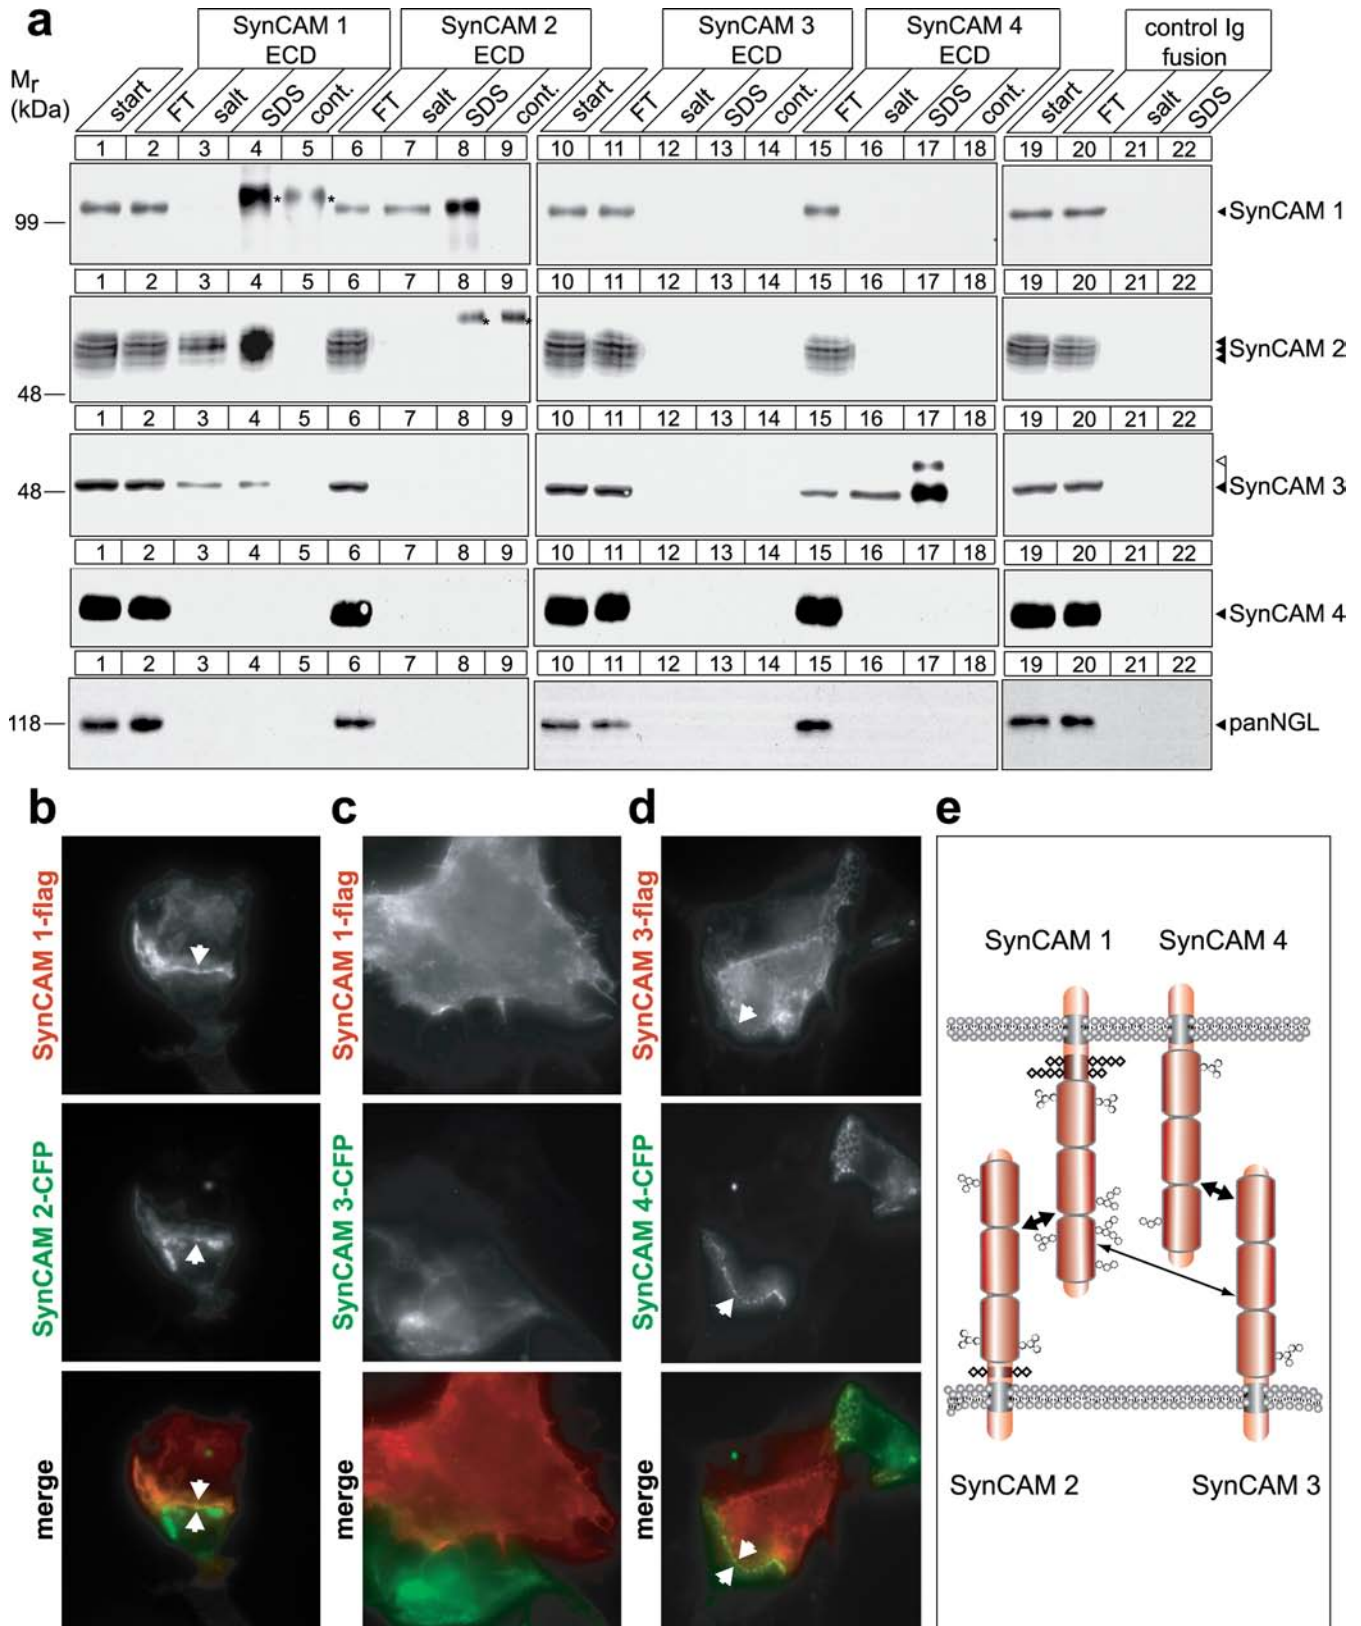 a
SynCAM 1 ECD
SynCAM 2 ECD
SynCAM 3 ECD
SynCAM 4 ECD
control Ig fusion
Mr (kDa)
start FT salt SDS cont. FT salt SDS cont. start FT salt SDS cont. FT salt SDS cont. start FT salt SDS
1 2 3 4 5 6 7 8 9 10 11 12 13 14 15 16 17 18 19 20 21 22
99 * * SynCAM 1
1 2 3 4 5 6 7 8 9 10 11 12 13 14 15 16 17 18 19 20 21 22
* * SynCAM 2
48
1 2 3 4 5 6 7 8 9 10 11 12 13 14 15 16 17 18 19 20 21 22
48 SynCAM 3
1 2 3 4 5 6 7 8 9 10 11 12 13 14 15 16 17 18 19 20 21 22
SynCAM 4
1 2 3 4 5 6 7 8 9 10 11 12 13 14 15 16 17 18 19 20 21 22
118 panNGL
b c d e
SynCAM 1-flag
SynCAM 2-CFP
merge
SynCAM 1-flag
SynCAM 3-CFP
merge
SynCAM 3-flag
SynCAM 4-CFP
merge
SynCAM 1 SynCAM 4
SynCAM 2 SynCAM 3